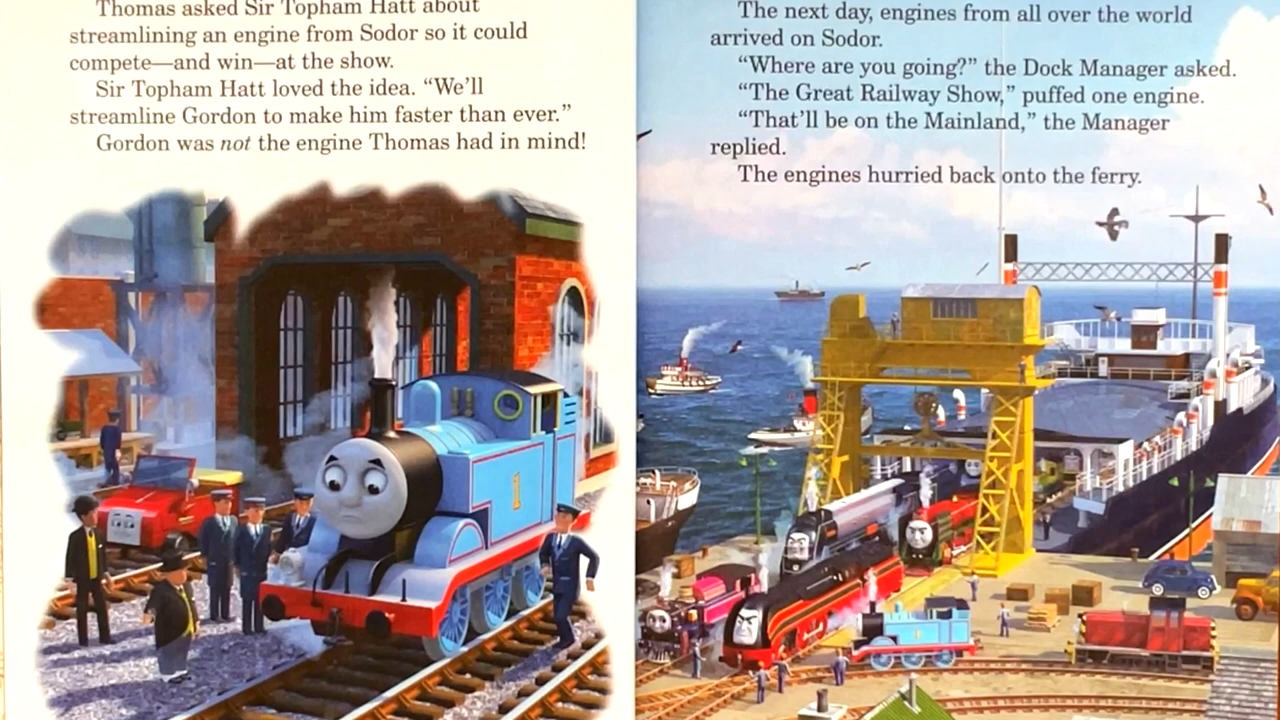 Thomas asked Sir Topham Hatt about
streamlining an engine from Sodor so it could
compete—and win—at the show.
Sir Topham Hatt loved the idea. “We’ll
streamline Gordon to make him faster than ever.”
Gordon was not the engine Thomas had in mind!
1
The next day, engines from all over the world
arrived on Sodor.
“Where are you going?” the Dock Manager asked.
“The Great Railway Show,” puffed one engine.
“That’ll be on the Mainland,” the Manager
replied.
The engines hurried back onto the ferry.
1